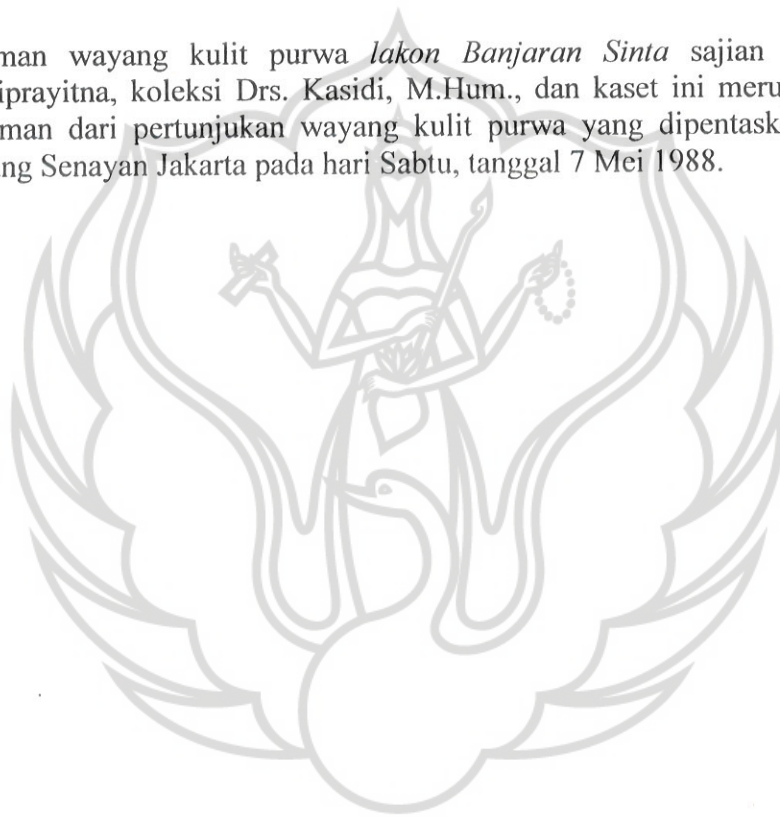 man wayang kulit purwa lakon Banjaran Sinta sajian
iprayitna, koleksi Drs. Kasidi, M.Hum., dan kaset ini meru
man dari pertunjukan wayang kulit purwa yang dipentask
ng Senayan Jakarta pada hari Sabtu, tanggal 7 Mei 1988.